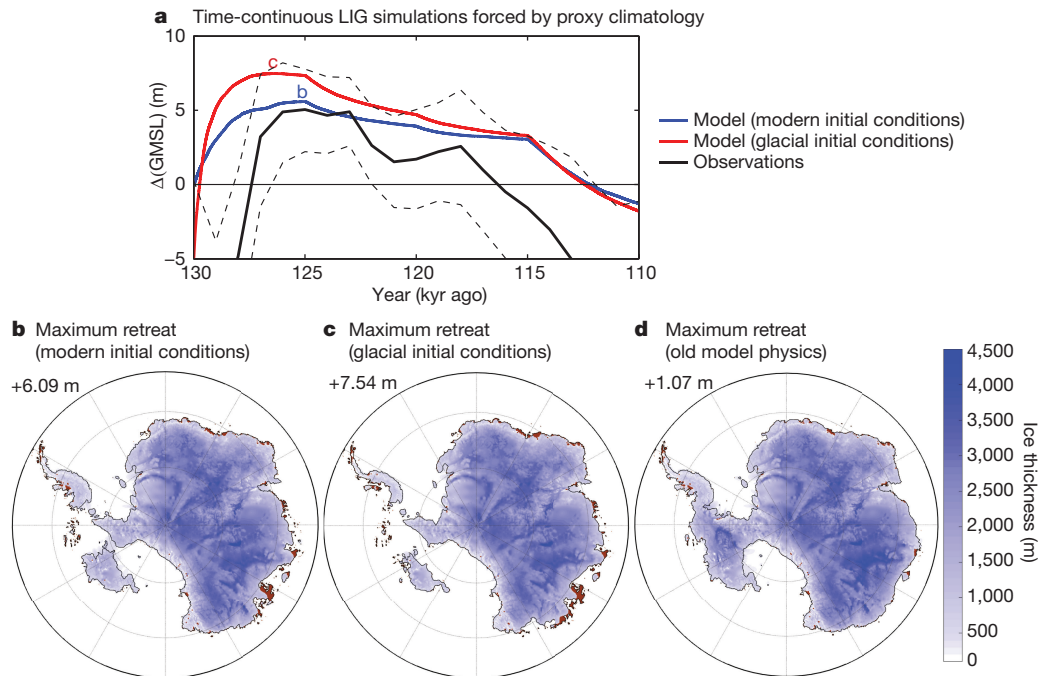 a Time-continuous LIG simulations forced by proxy climatology
10
5
0
−5
Δ(GMSL) (m)
c
b
130
125
120
115
110
Year (kyr ago)
Model (modern initial conditions)
Model (glacial initial conditions)
Observations
b Maximum retreat
(modern initial conditions)
+6.09 m
c Maximum retreat
(glacial initial conditions)
+7.54 m
d Maximum retreat
(old model physics)
+1.07 m
4,500
4,000
3,500
3,000
2,500
2,000
1,500
1,000
500
0
Ice thickness (m)